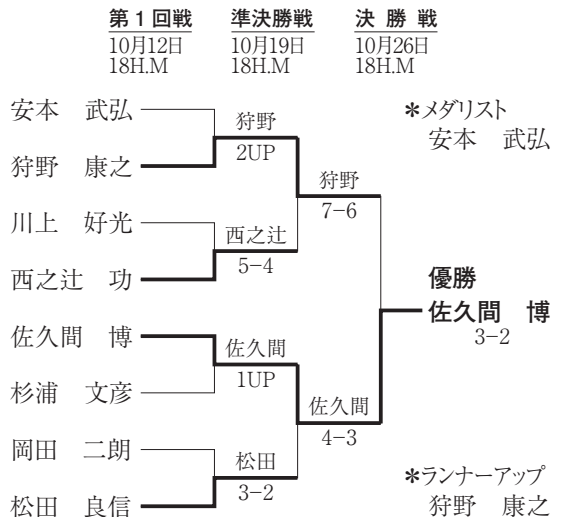 第1回戦 準決勝戦 決勝戦
10月12日 10月19日 10月26日
18H.M 18H.M 18H.M
安本 武弘
狩野 康之
川上 好光
西之辻 功
佐久間 博
杉浦 文彦
岡田 二朗
松田 良信
狩野
2UP
西之辻
5−4
佐久間
1UP
松田
3−2
狩野
7−6
佐久間
4−3
*メダリスト
安本 武弘
優勝
佐久間 博
3−2
*ランナーアップ
狩野 康之